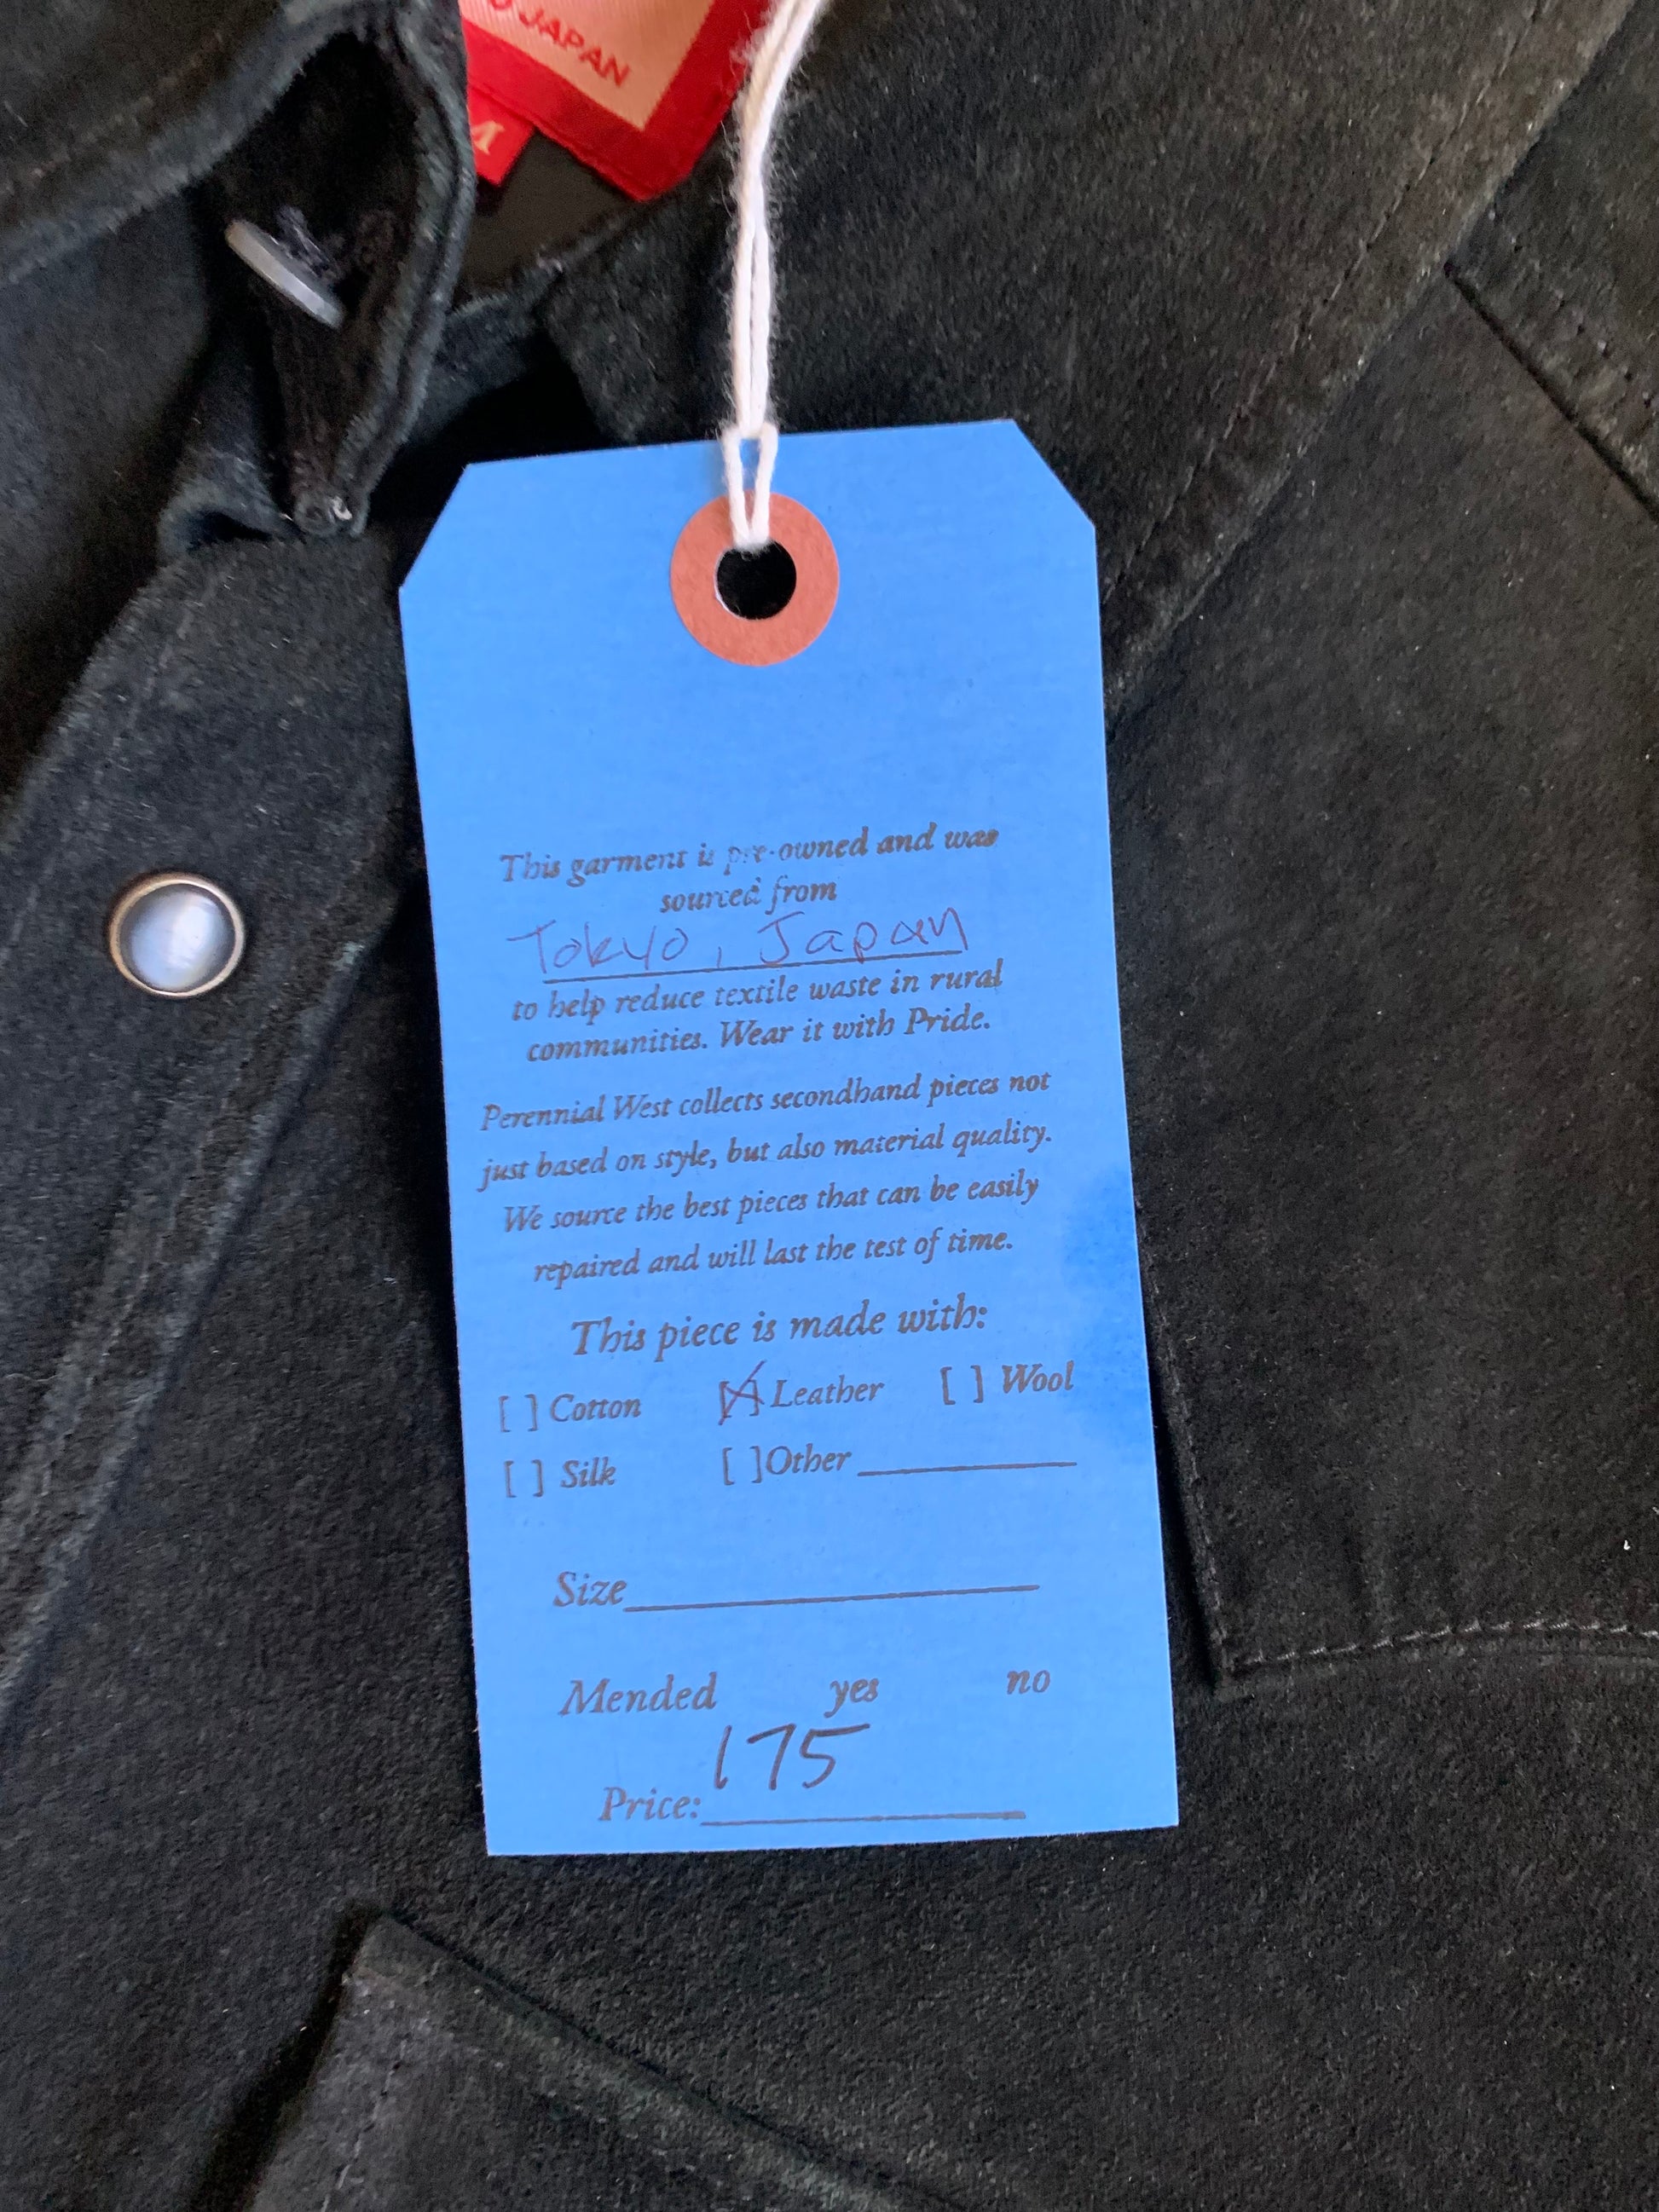 JAPAN
M
This garment is pre-owned and was
sourced from
Tokyo, Japan
to help reduce textile waste in rural
communities. Wear it with Pride.
Perennial West collects secondhand pieces not
just based on style, but also material quality.
We source the best pieces that can be easily
repaired and will last the test of time.
This piece is made with:
[ ] Cotton [X] Leather [ ] Wool
[ ] Silk [ ]Other
Size
Mended yes no
175
Price: